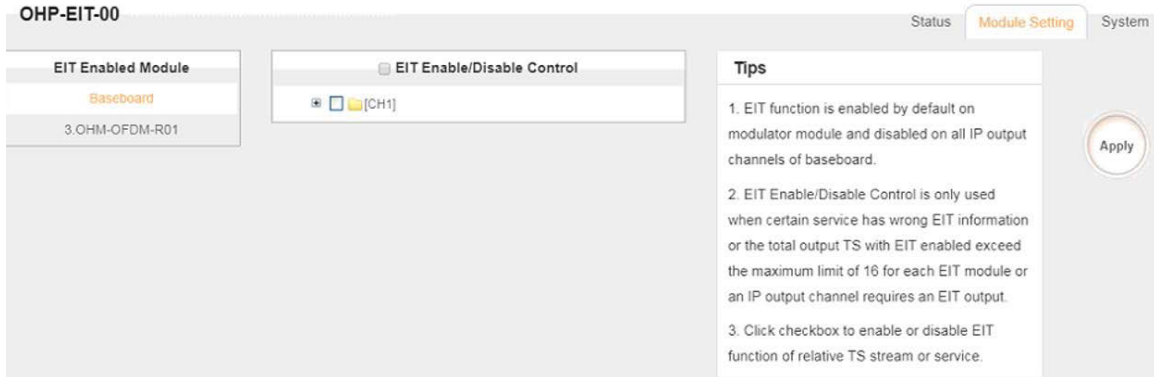 OHP-EIT-00
Status
Module Setting
System
EIT Enabled Module
Baseboard
3.OHM-OFDM-R01
EIT Enable/Disable Control
[CH1]
Tips
1. EIT function is enabled by default on
modulator module and disabled on all IP output
channels of baseboard.
2. EIT Enable/Disable Control is only used
when certain service has wrong EIT information
or the total output TS with EIT enabled exceed
the maximum limit of 16 for each EIT module or
an IP output channel requires an EIT output.
3. Click checkbox to enable or disable EIT
function of relative TS stream or service.
Apply